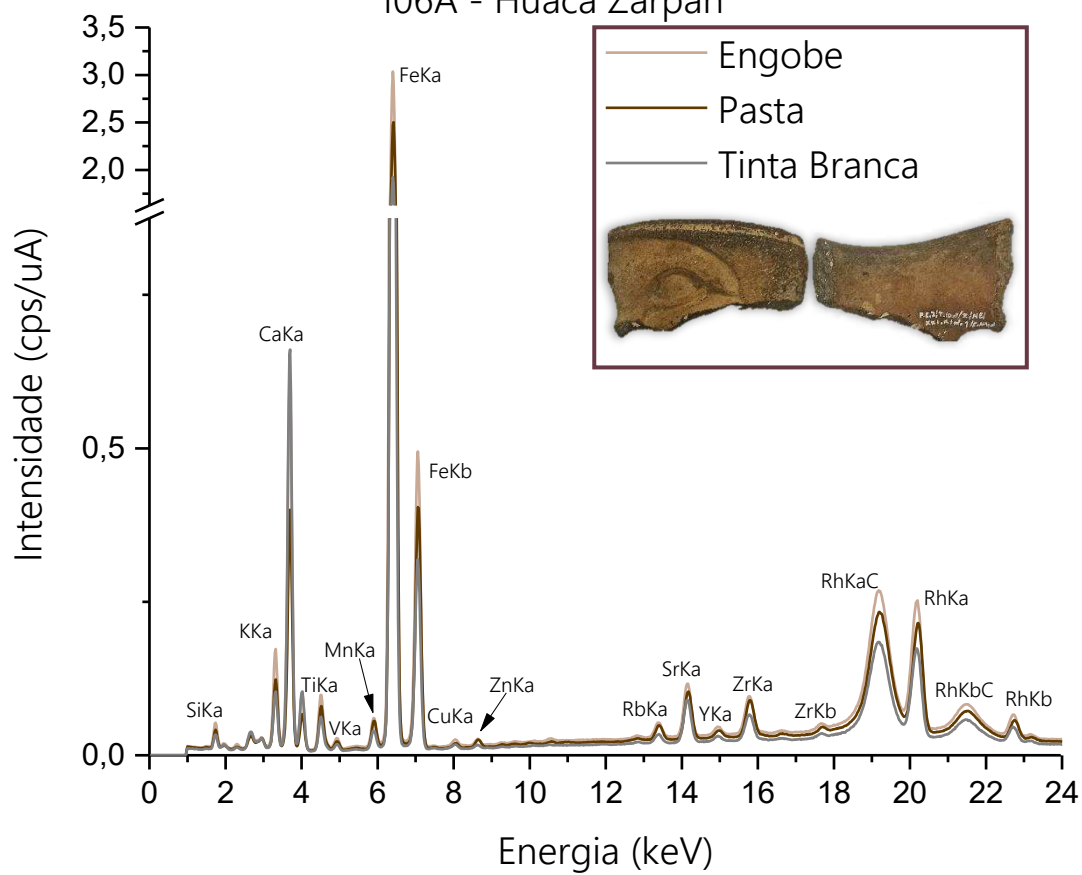 106A - Huaca Zarpan
Engobe
Pasta
Tinta Branca
3,5
3,0
2,5
2,0
0,5
0,0
Intensidade (cps/uA)
FeKa
CaKa
FeKb
KKa
MnKa
TiKa
SiKa
VKa
CuKa
ZnKa
RbKa
SrKa
YKa
ZrKa
ZrKb
RhKaC
RhKa
RhKbC
RhKb
0 2 4 6 8 10 12 14 16 18 20 22 24
Energia (keV)